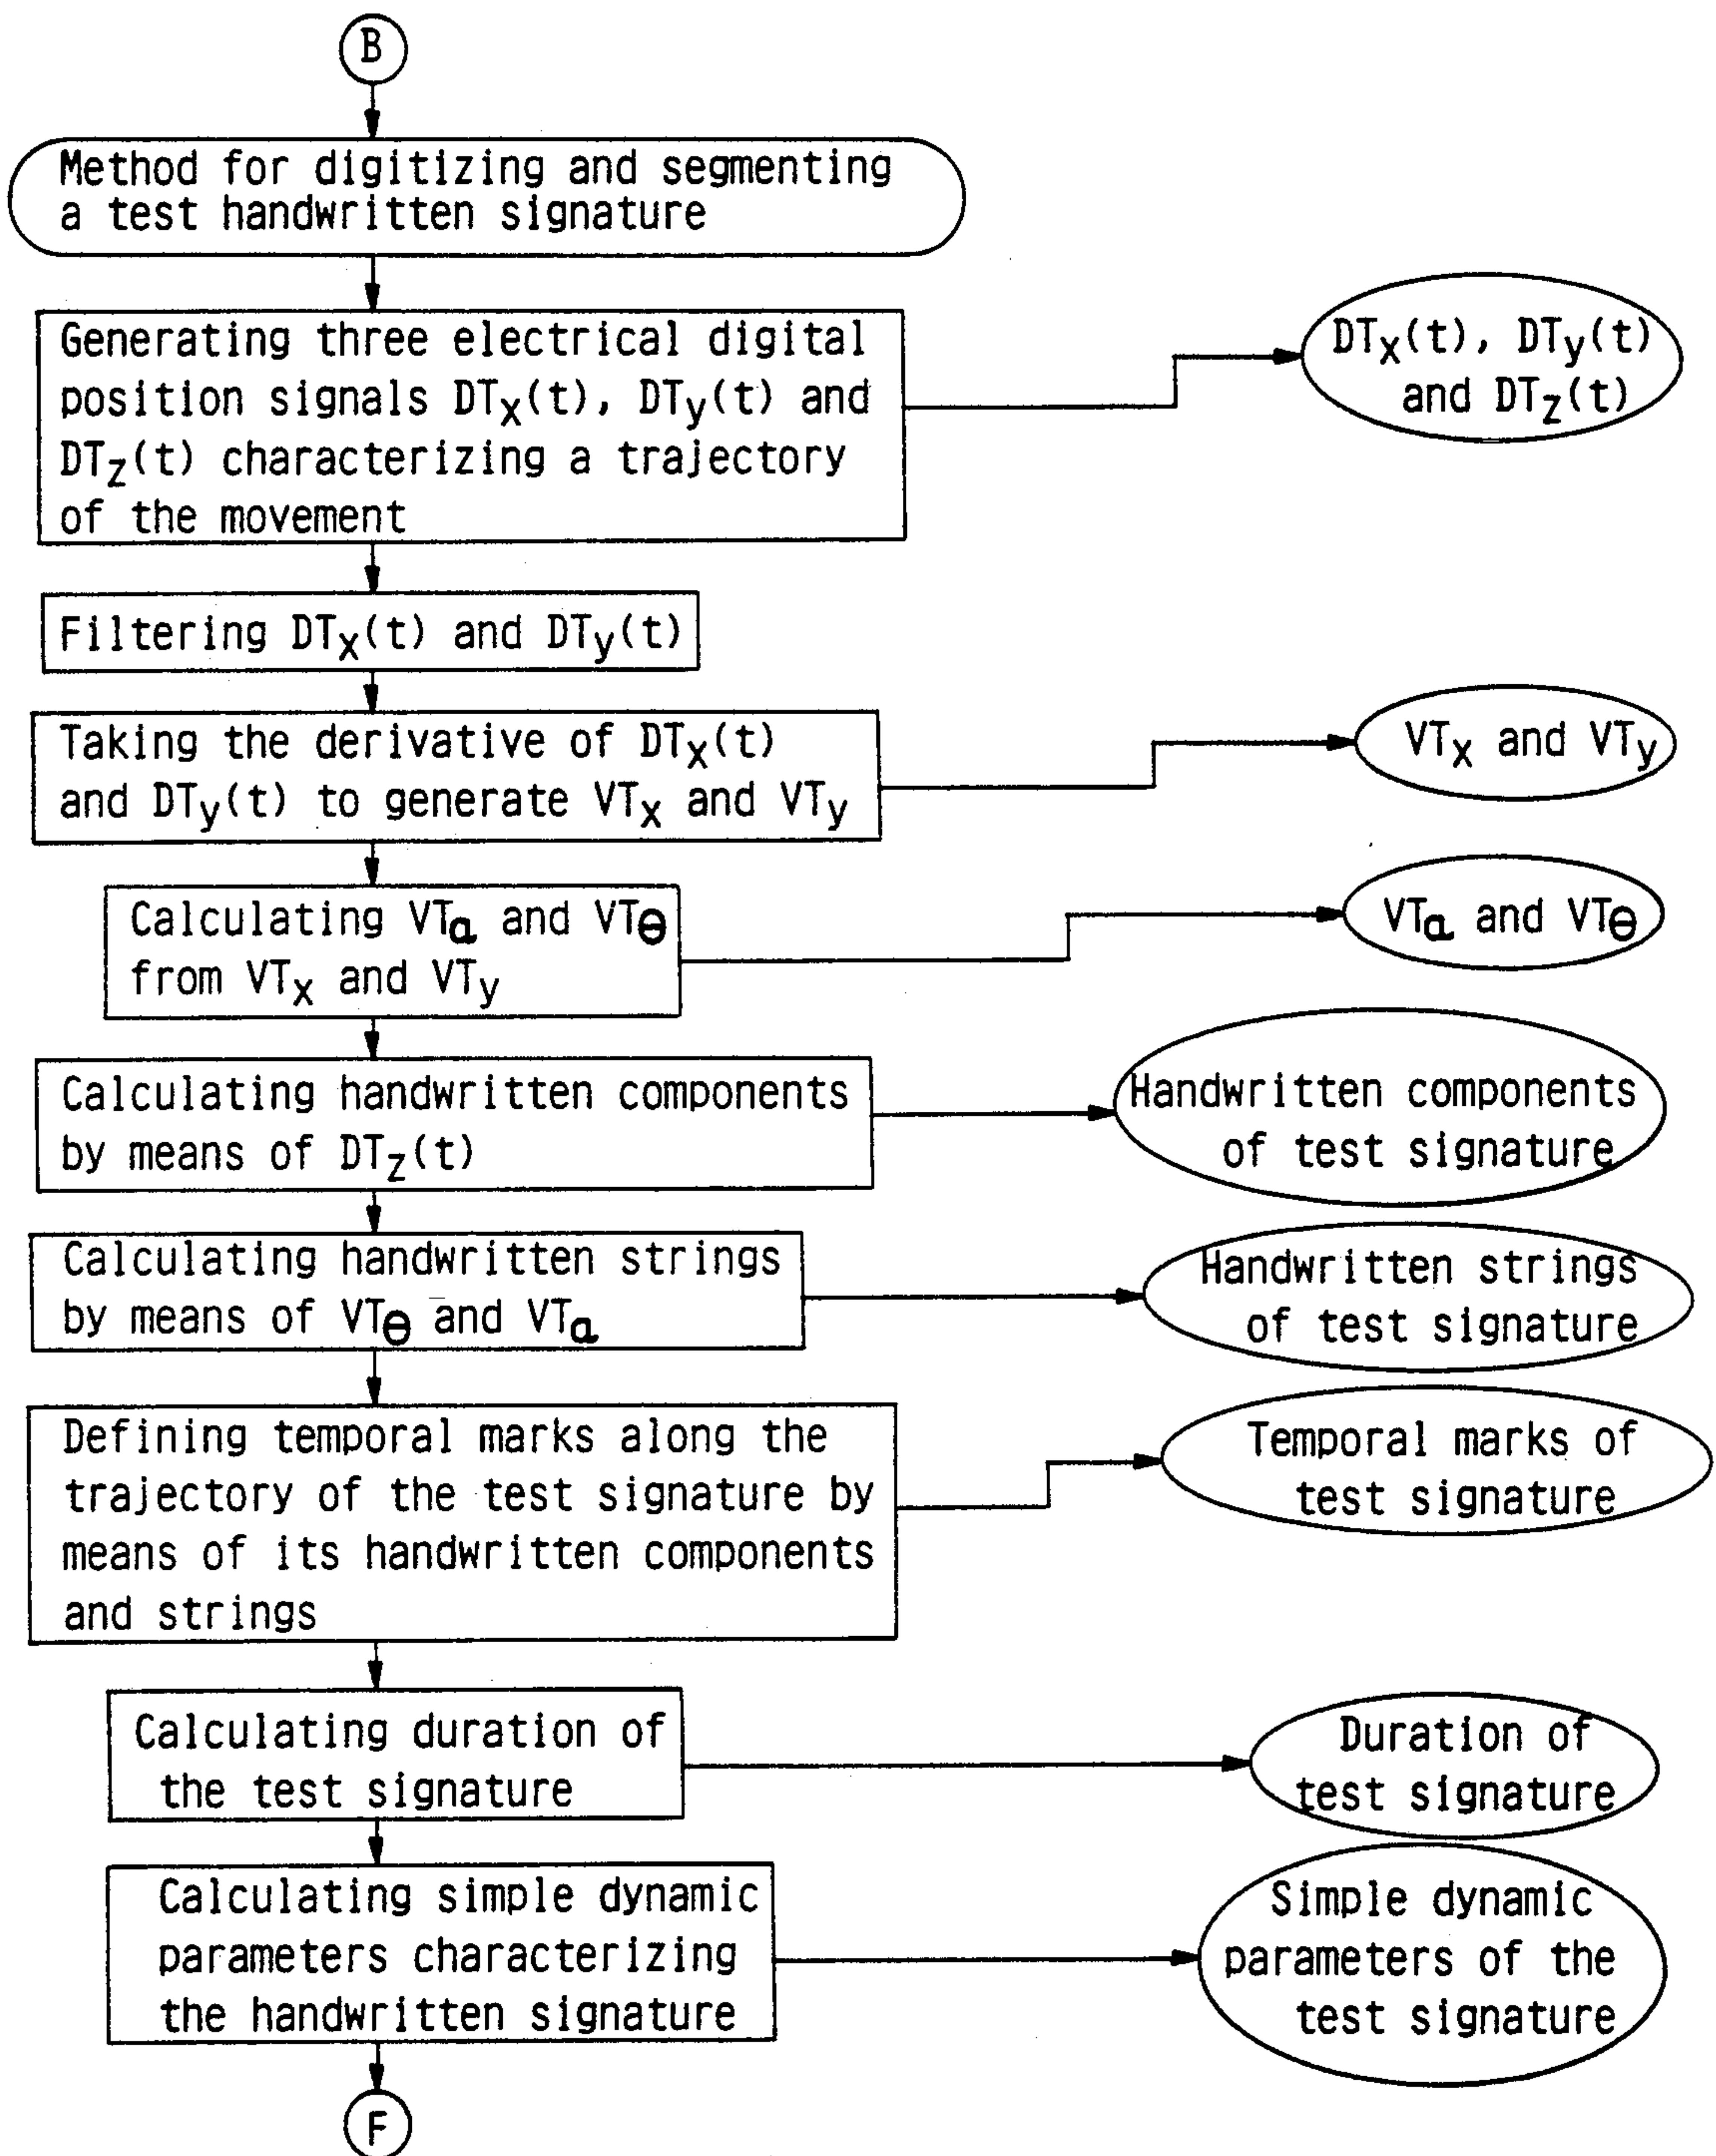 B
Method for digitizing and segmenting
a test handwritten signature
Generating three electrical digital
position signals DTx(t), DTy(t) and
DTz(t) characterizing a trajectory
of the movement
DTx(t), DTy(t)
and DTz(t)
Filtering DTx(t) and DTy(t)
Taking the derivative of DTx(t)
and DTy(t) to generate VTx and VTy
VTx and VTy
Calculating VTa and VTθ
from VTx and VTy
VTa and VTθ
Calculating handwritten components
by means of DTz(t)
Handwritten components
of test signature
Calculating handwritten strings
by means of VTθ and VTa
Handwritten strings
of test signature
Defining temporal marks along the
trajectory of the test signature by
means of its handwritten components
and strings
Temporal marks of
test signature
Calculating duration of
the test signature
Duration of
test signature
Calculating simple dynamic
parameters characterizing
the handwritten signature
Simple dynamic
parameters of the
test signature
F